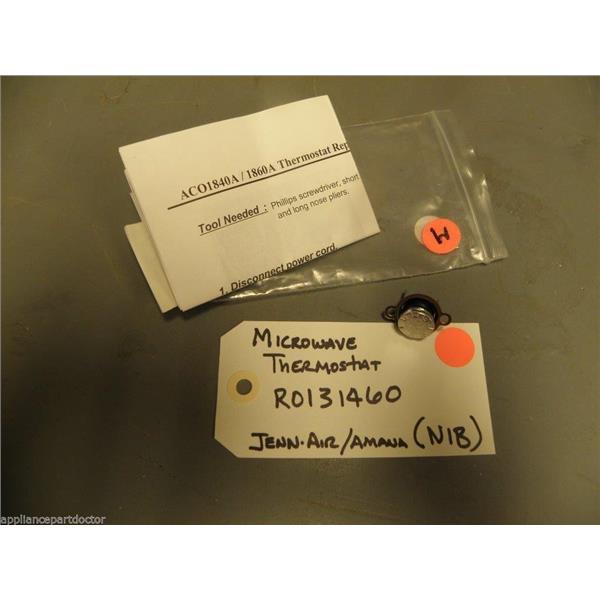 ACO1840A / 1860A Thermostat Rep
Tool Needed : Phillips screwdriver, short
and long nose pliers.
1. Disconnect power cord.
H
MICROWAVE
THERMOSTAT
R0131460
JENN-AIR/AMANA (NIB)
appliancepartdoctor